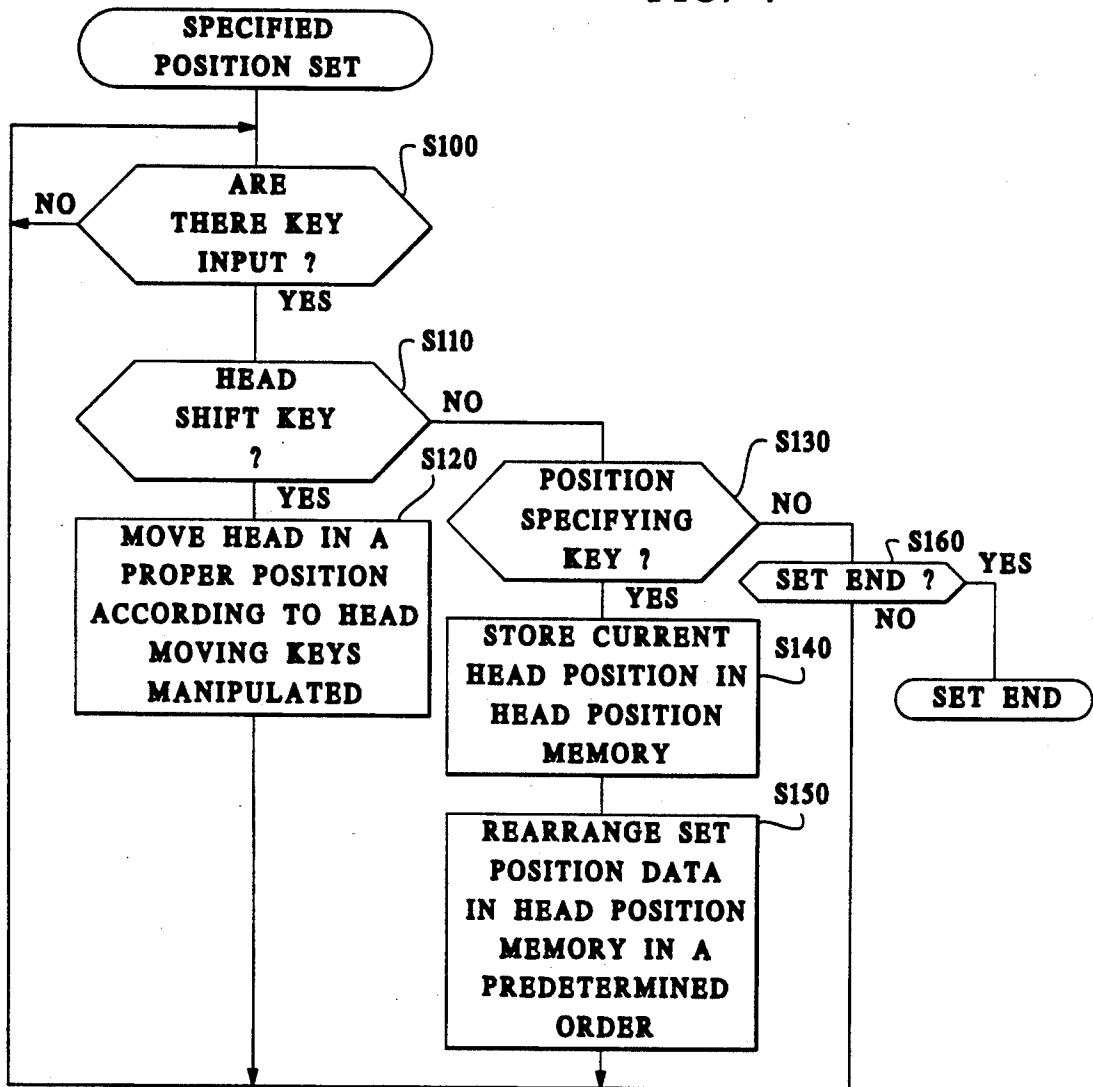 SPECIFIED
POSITION SET
S100
ARE
THERE KEY
INPUT ?
NO
YES
S110
HEAD
SHIFT KEY
?
NO
YES
S120
MOVE HEAD IN A
PROPER POSITION
ACCORDING TO HEAD
MOVING KEYS
MANIPULATED
S130
POSITION
SPECIFYING
KEY ?
NO
YES
S160
SET END ?
YES
NO
SET END
S140
STORE CURRENT
HEAD POSITION IN
HEAD POSITION
MEMORY
S150
REARRANGE SET
POSITION DATA
IN HEAD POSITION
MEMORY IN A
PREDETERMINED
ORDER